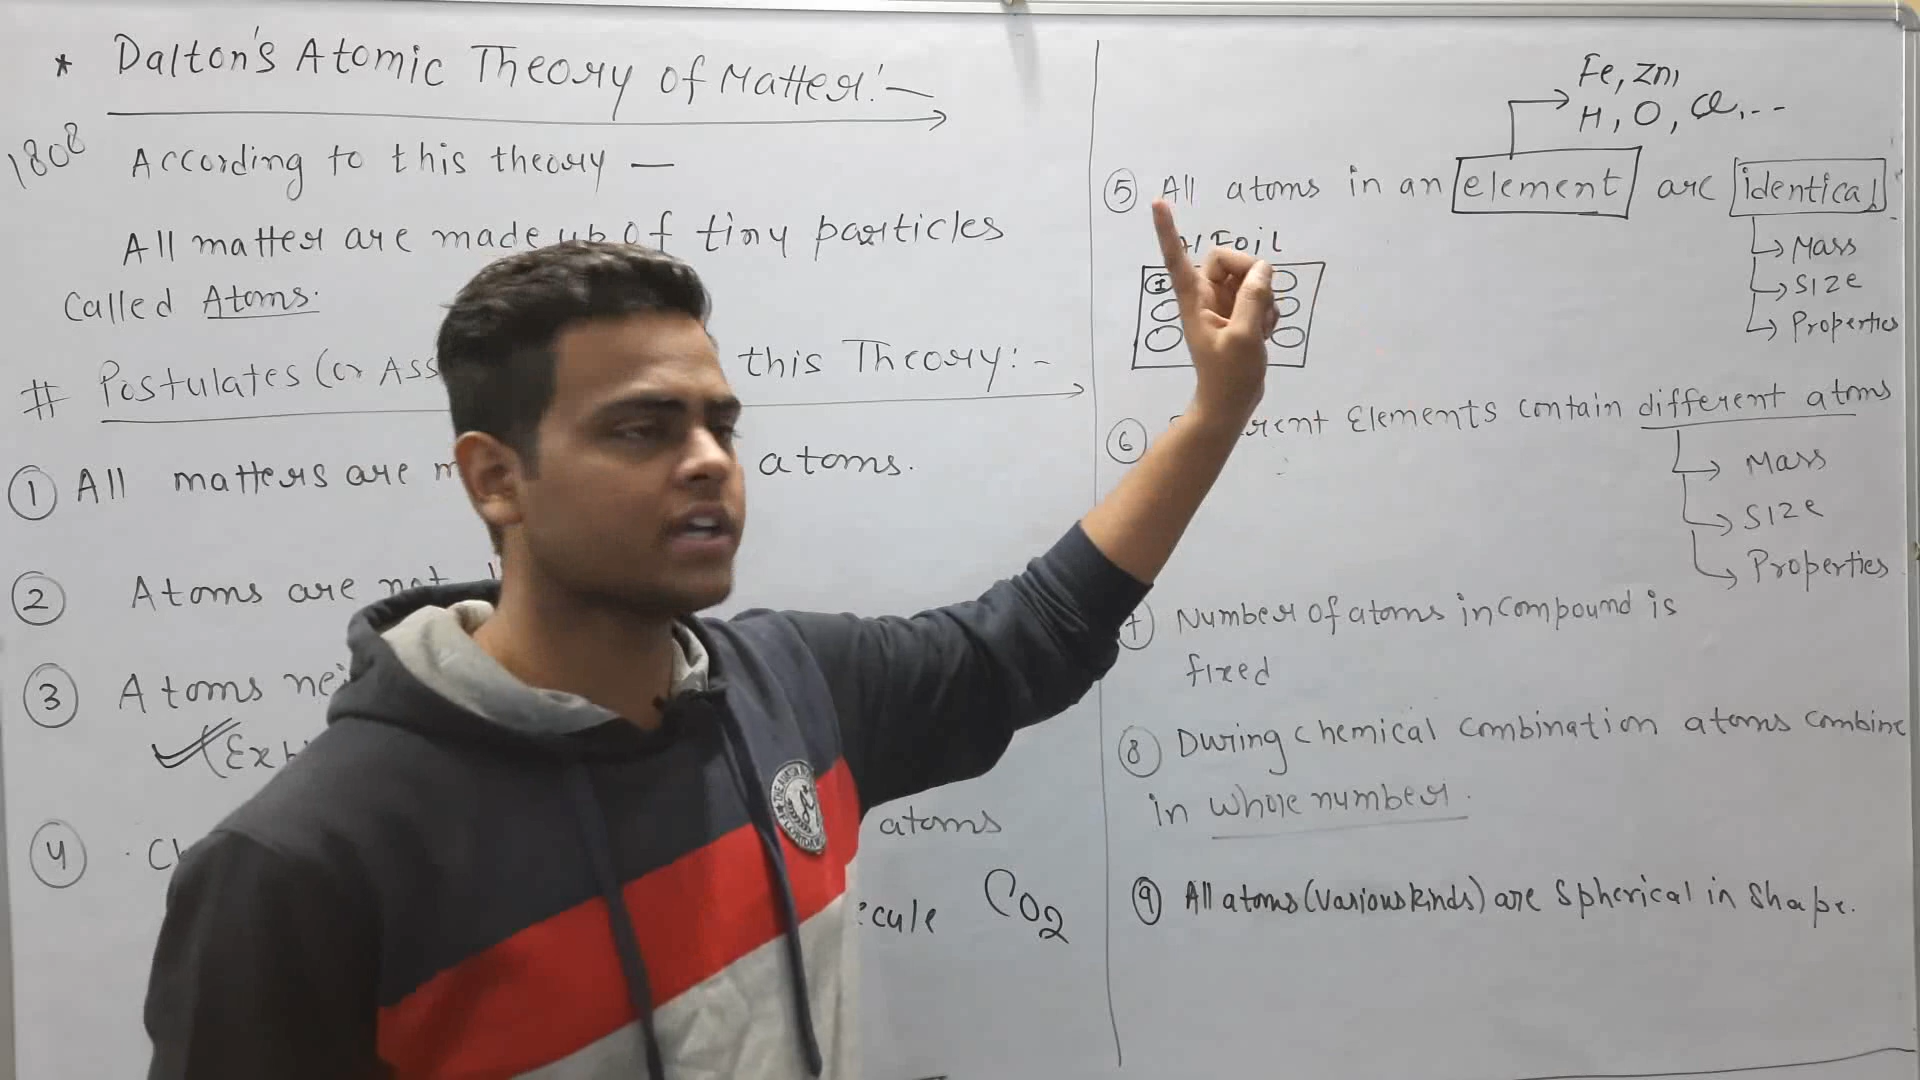 * Dalton's Atomic Theory of Matter:-
1808
According to this theory —
All matter are made up of tiny particles
Called Atoms.
# Postulates (or Ass this Theory:-
① All matters are m atoms.
② Atoms are not
③ Atoms nei
(Exh
④ Ch atoms
ecule CO2
Fe, Zn,
H, O, Cl, --
⑤ All atoms in an element are identical
Mass
Size
Properties
Al Foil
⑥ erent Elements contain different atoms
Mass
Size
Properties
7 Number of atoms in compound is
fixed
⑧ During chemical combination atoms combine
in whole number.
⑨ All atoms (Various kinds) are Spherical in Shape.